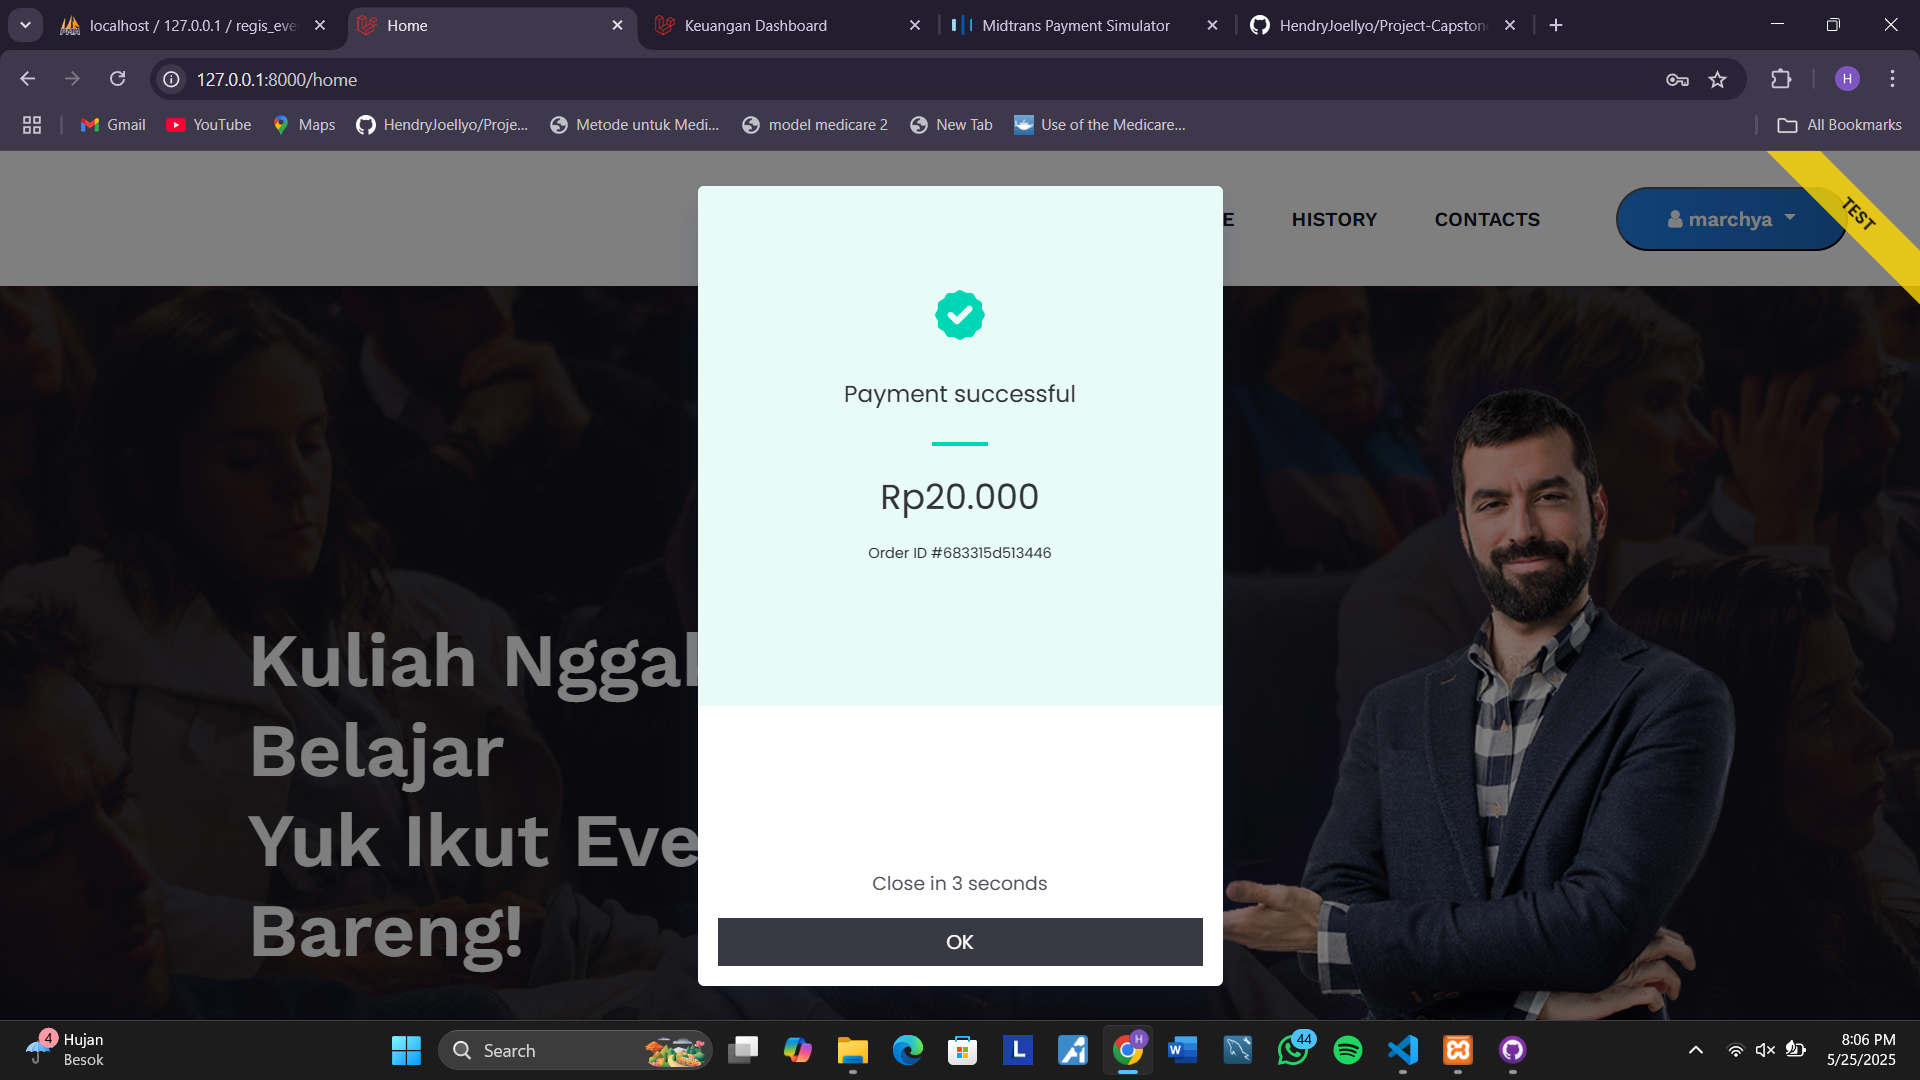 localhost / 127.0.0.1 / regis_eve
Home
Keuangan Dashboard
Midtrans Payment Simulator
HendryJoellyo/Project-Capston
127.0.0.1:8000/home
H
Gmail
YouTube
Maps
HendryJoellyo/Proje...
Metode untuk Medi...
model medicare 2
New Tab
Use of the Medicare...
All Bookmarks
E
HISTORY
CONTACTS
marchya
TEST
Payment successful
Rp20.000
Order ID #683315d513446
Kuliah Nggak
Belajar
Yuk Ikut Eve
Bareng!
Close in 3 seconds
OK
4
Hujan
Besok
Search
L
H
W
44
8:06 PM
5/25/2025